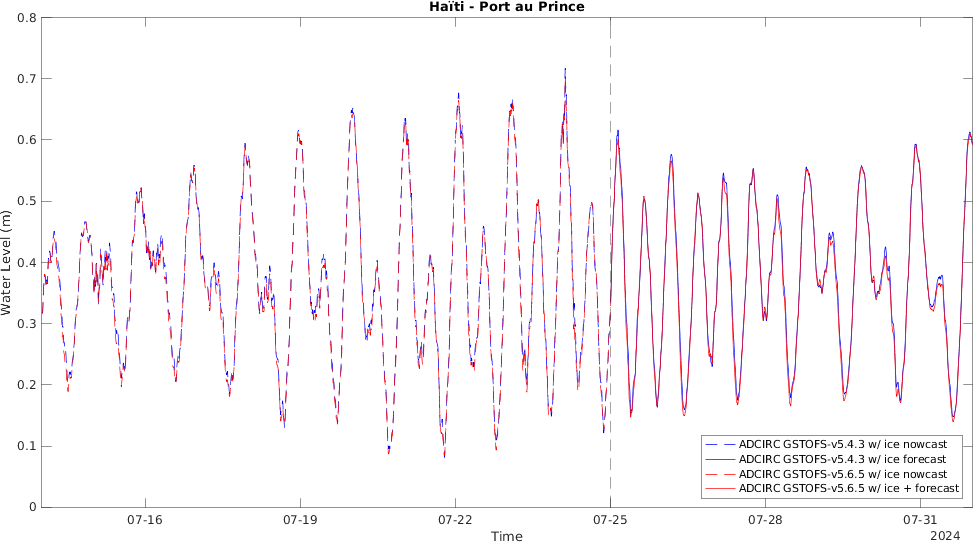 Haïti - Port au Prince
0.8
0.7
0.6
0.5
0.4
0.3
0.2
0.1
0
Water Level (m)
ADCIRC GSTOFS-v5.4.3 w/ ice nowcast
ADCIRC GSTOFS-v5.4.3 w/ ice forecast
ADCIRC GSTOFS-v5.6.5 w/ ice nowcast
ADCIRC GSTOFS-v5.6.5 w/ ice + forecast
07-16 07-19 07-22 07-25 07-28 07-31
Time 2024